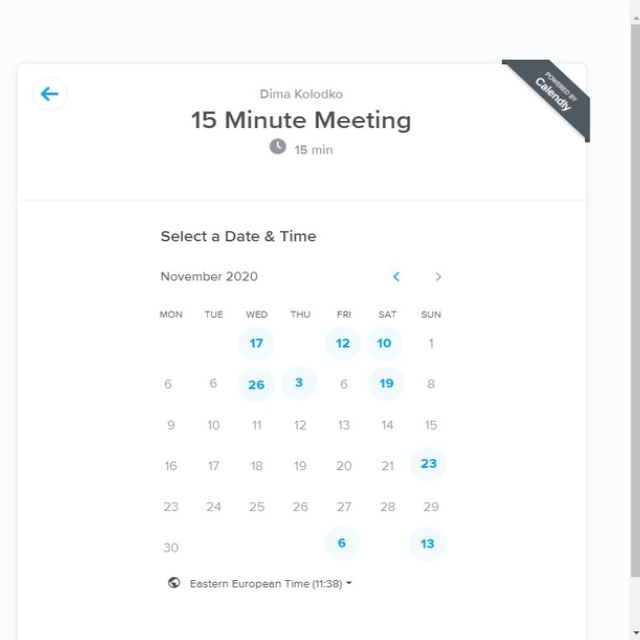 POWERED BY
Calendly
Dima Kolodko
15 Minute Meeting
15 min
Select a Date & Time
November 2020
MON TUE WED THU FRI SAT SUN
17 12 10 1
6 6 26 3 6 19 8
9 10 11 12 13 14 15
16 17 18 19 20 21 23
23 24 25 26 27 28 29
30 6 13
Eastern European Time (11:38)